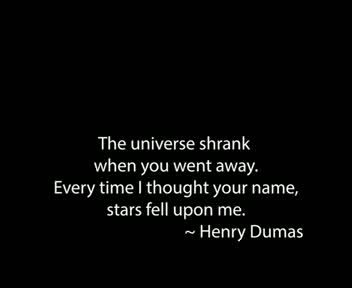 The universe shrank
when you went away.
Every time I thought your name,
stars fell upon me.
~ Henry Dumas